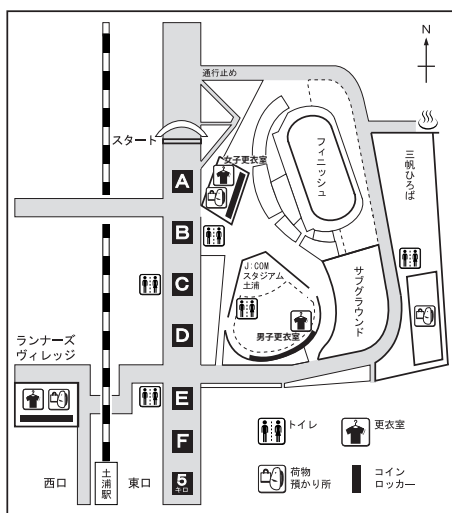 N
通行止め
スタート
女子更衣室
フィニッシュ
三帆ひろば
A
B
C
D
E
F
5
キロ
J:COM
スタジアム
土浦
男子更衣室
サブグラウンド
ランナーズ
ヴィレッジ
西口
土浦駅
東口
トイレ
更衣室
荷物
預かり所
コイン
ロッカー